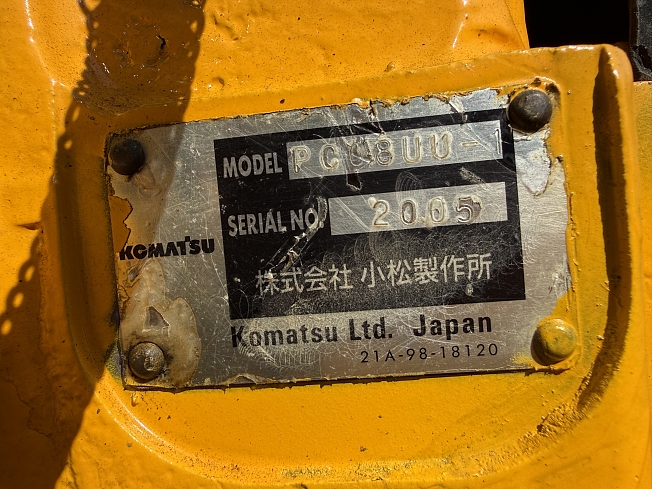 MODEL PC08UU-1
SERIAL NO. 2005
KOMATSU
株式会社 小松製作所
Komatsu Ltd. Japan
21A-98-18120